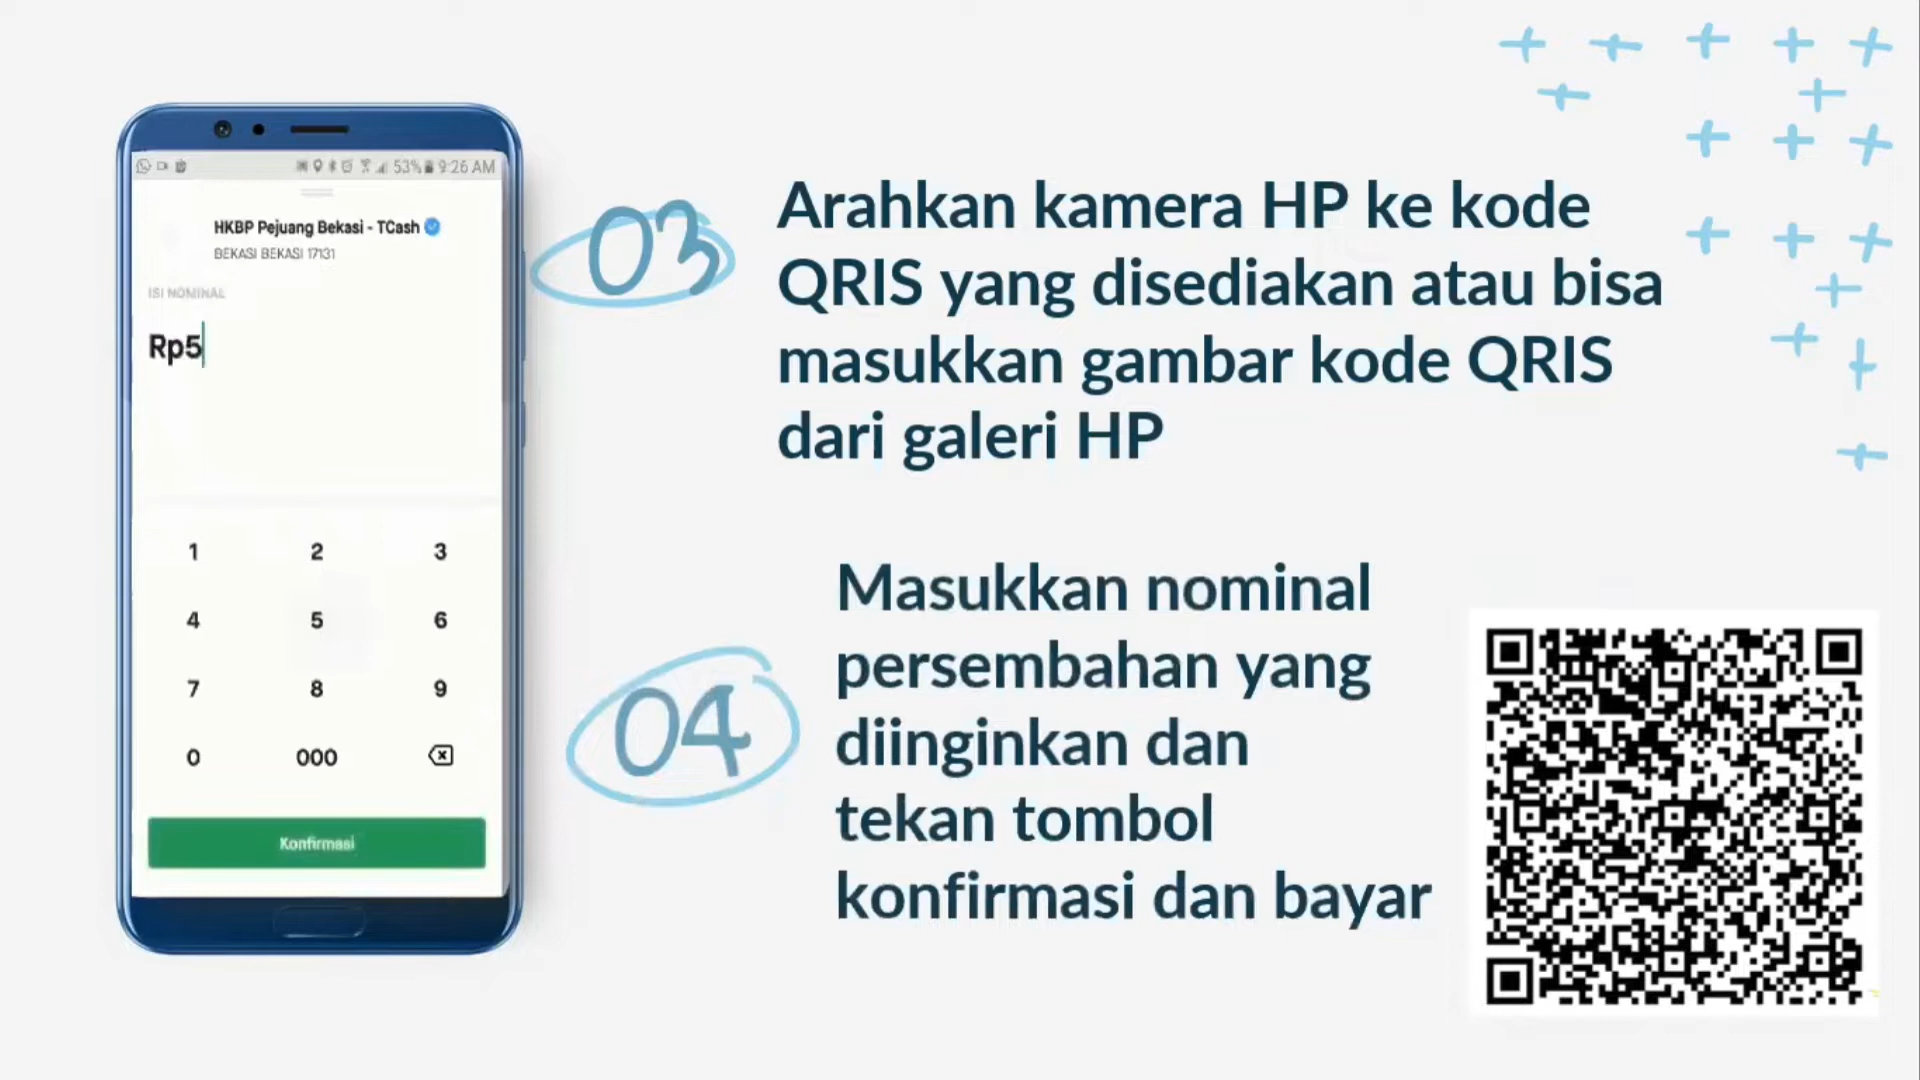 53% 9:26 AM
HKBP Pejuang Bekasi - TCash
BEKASI BEKASI 17131
ISI NOMINAL
Rp5
1 2 3
4 5 6
7 8 9
0 000
Konfirmasi
03
Arahkan kamera HP ke kode
QRIS yang disediakan atau bisa
masukkan gambar kode QRIS
dari galeri HP
04
Masukkan nominal
persembahan yang
diinginkan dan
tekan tombol
konfirmasi dan bayar